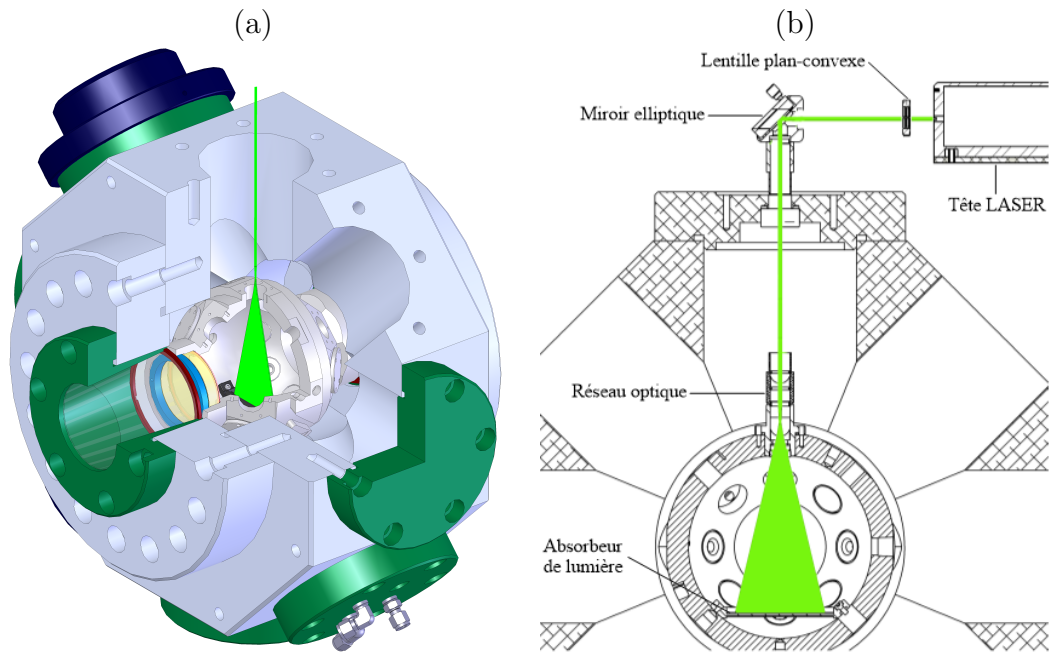 (a)
(b)
Lentille plan-convexe
Miroir elliptique
Tête LASER
Réseau optique
Absorbeur
de lumière